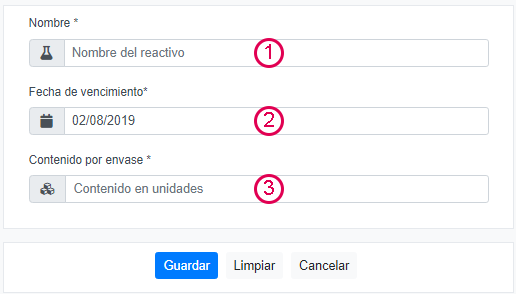 Nombre *
Nombre del reactivo 1
Fecha de vencimiento*
02/08/2019 2
Contenido por envase *
Contenido en unidades 3
Guardar Limpiar Cancelar